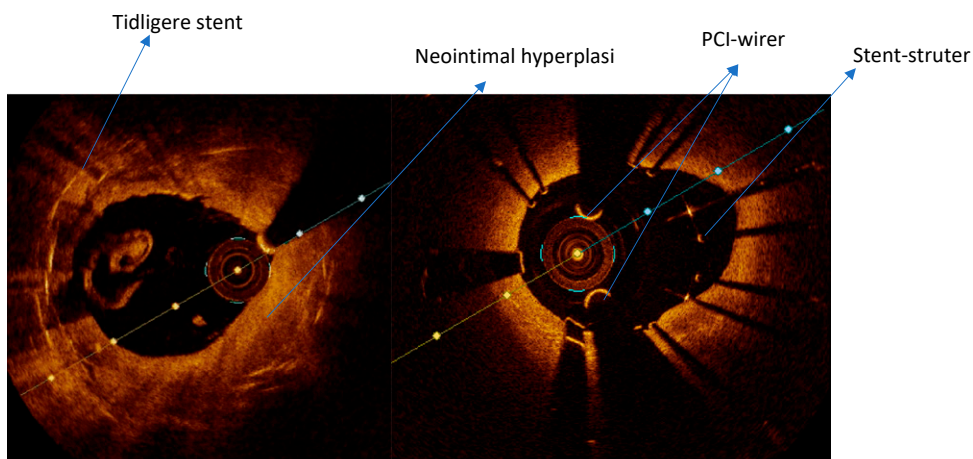 Tidligere stent
Neointimal hyperplasi
PCI-wirer
Stent-struter